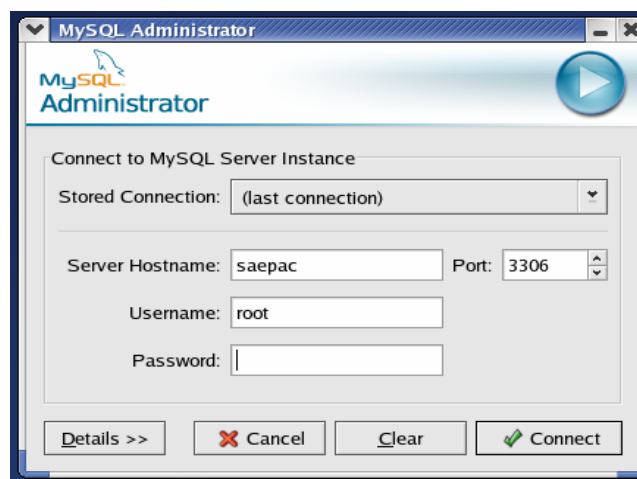 MySQL Administrator
MySQL
Administrator
Connect to MySQL Server Instance
Stored Connection: (last connection)
Server Hostname: saepac Port: 3306
Username: root
Password:
Details >> Cancel Clear Connect